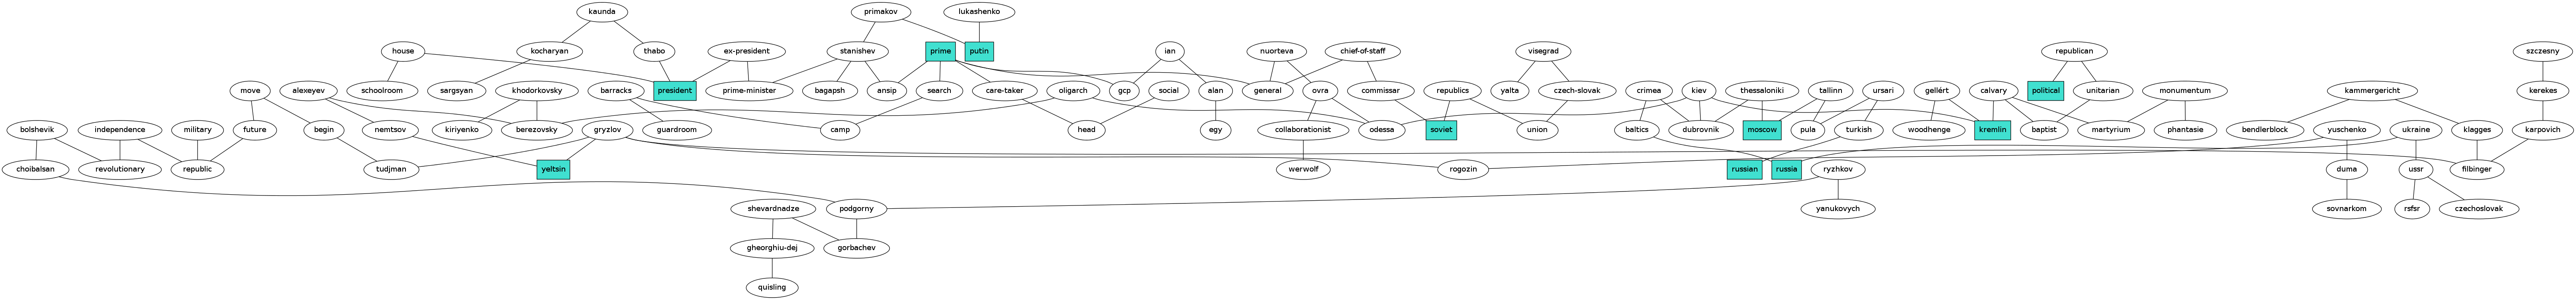 kaunda primakov lukashenko
house kocharyan thabo ex-president stanishev prime putin ian nuorteva chief-of-staff visegrad republican szczesny
move alexeyev schoolroom sargsyan khodorkovsky barracks president prime-minister bagapsh ansip search care-taker oligarch gcp social alan general ovra commissar republics yalta czech-slovak crimea kiev thessaloniki tallinn ursari gellért calvary political unitarian monumentum kammergericht kerekes
bolshevik independence military future begin nemtsov kiriyenko berezovsky gryzlov guardroom camp head egy collaborationist odessa soviet union baltics dubrovnik moscow pula turkish woodhenge kremlin baptist martyrium phantasie bendlerblock yuschenko ukraine klagges karpovich
choibalsan revolutionary republic tudjman yeltsin werwolf rogozin russian russia ryzhkov duma ussr filbinger
shevardnadze podgorny yanukovych sovnarkom rsfsr czechoslovak
gheorghiu-dej gorbachev
quisling